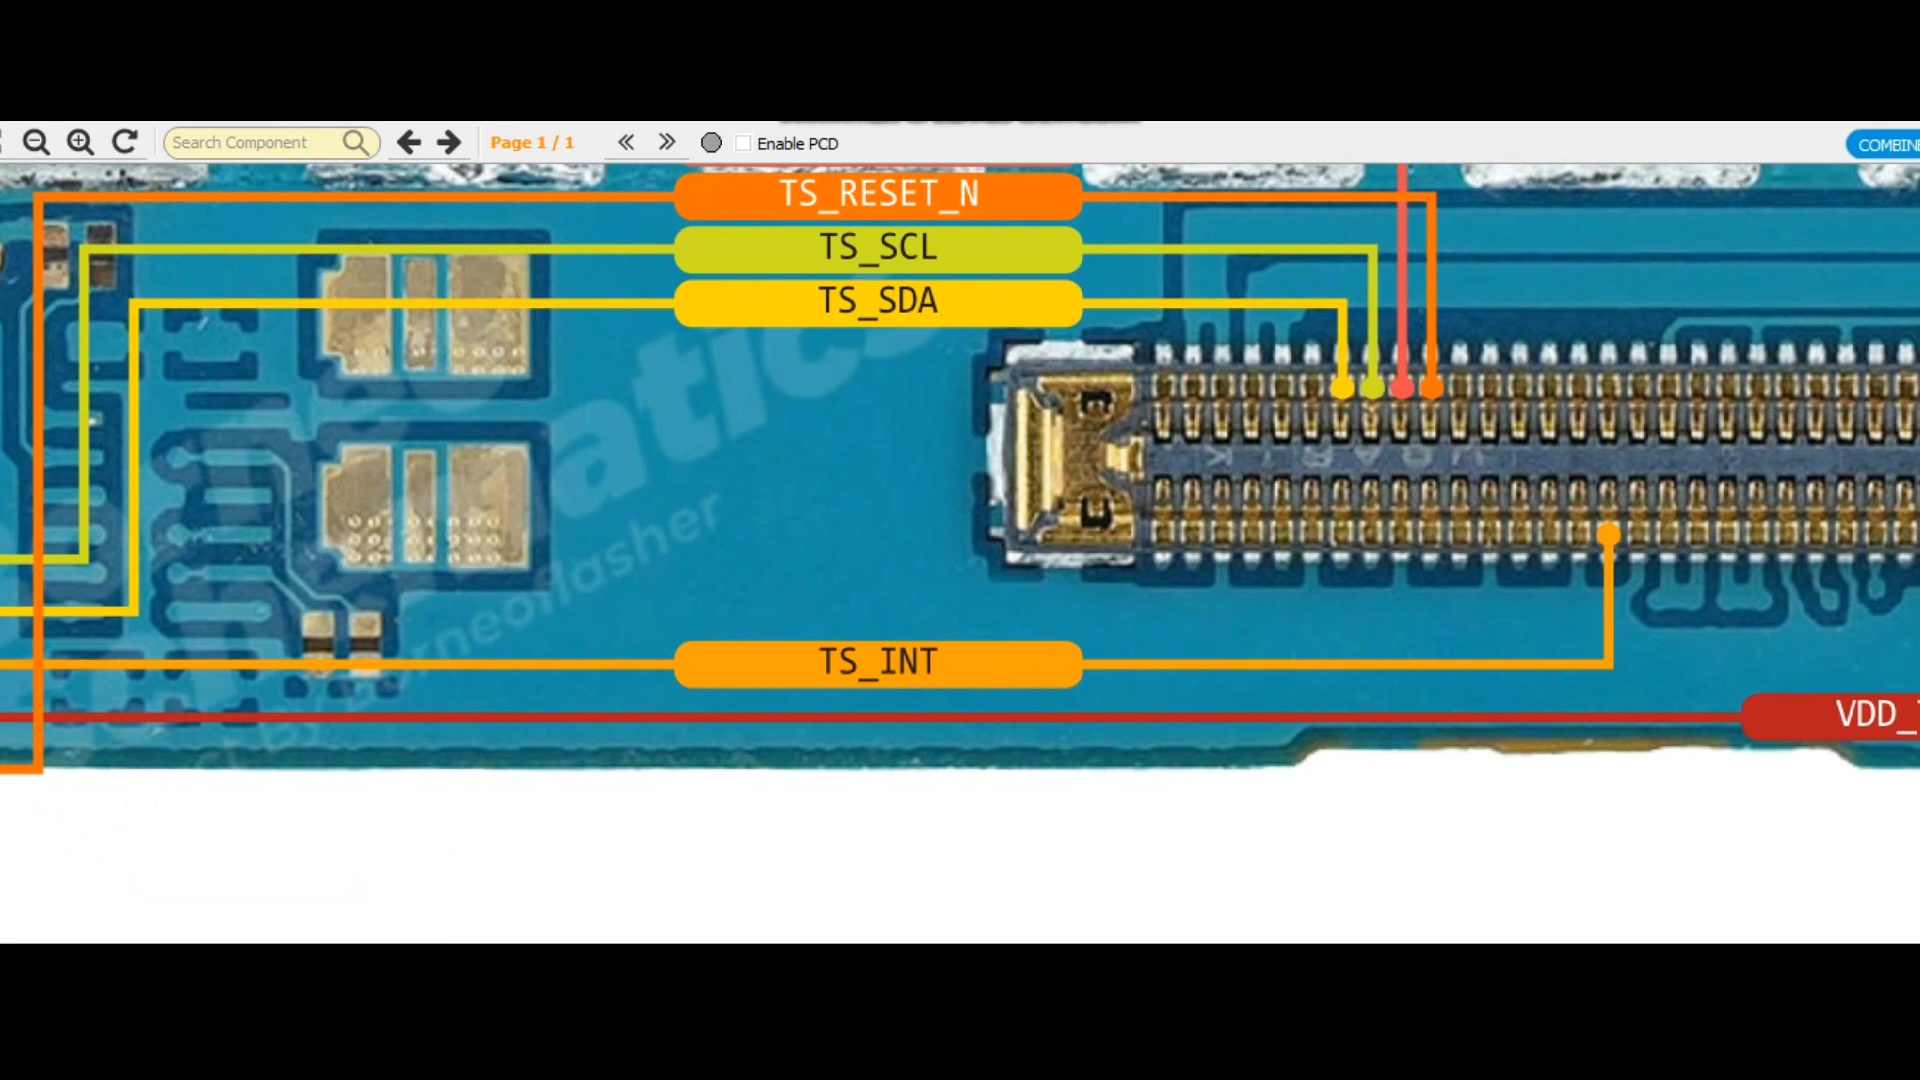 Search Component
Page 1 / 1
Enable PCD
COMBINE
TS_RESET_N
TS_SCL
TS_SDA
TS_INT
VDD_